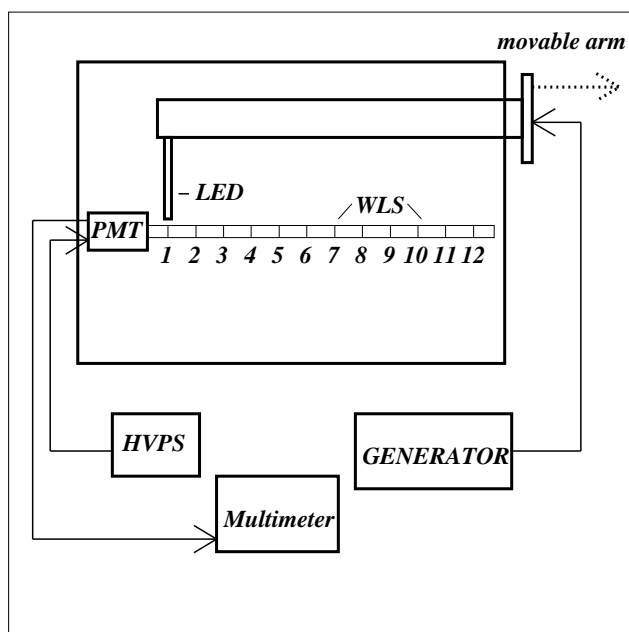 movable arm
LED
WLS
PMT
1 2 3 4 5 6 7 8 9 10 11 12
HVPS
GENERATOR
Multimeter